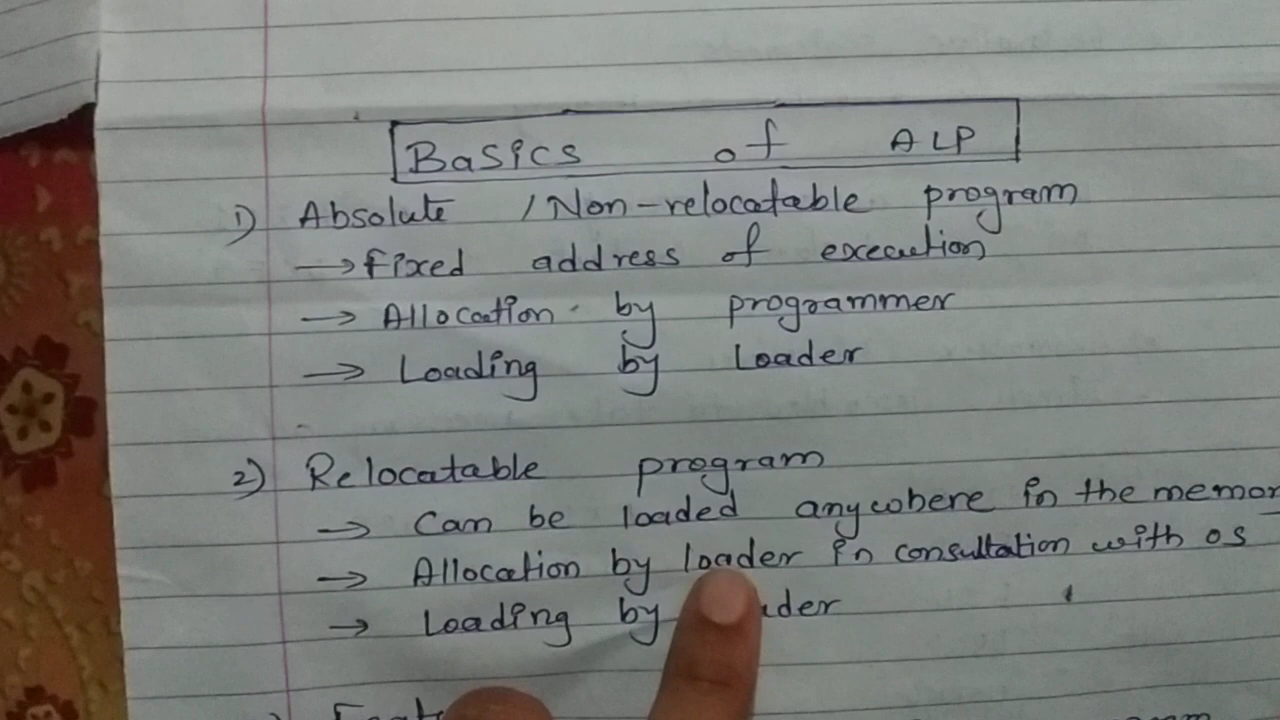 Basics of ALP
1) Absolute / Non-relocatable program
→ fixed address of execution
→ Allocation by programmer
→ Loading by Loader
2) Relocatable program
→ Can be loaded anywhere in the memor
→ Allocation by loader in consultation with os
→ Loading by